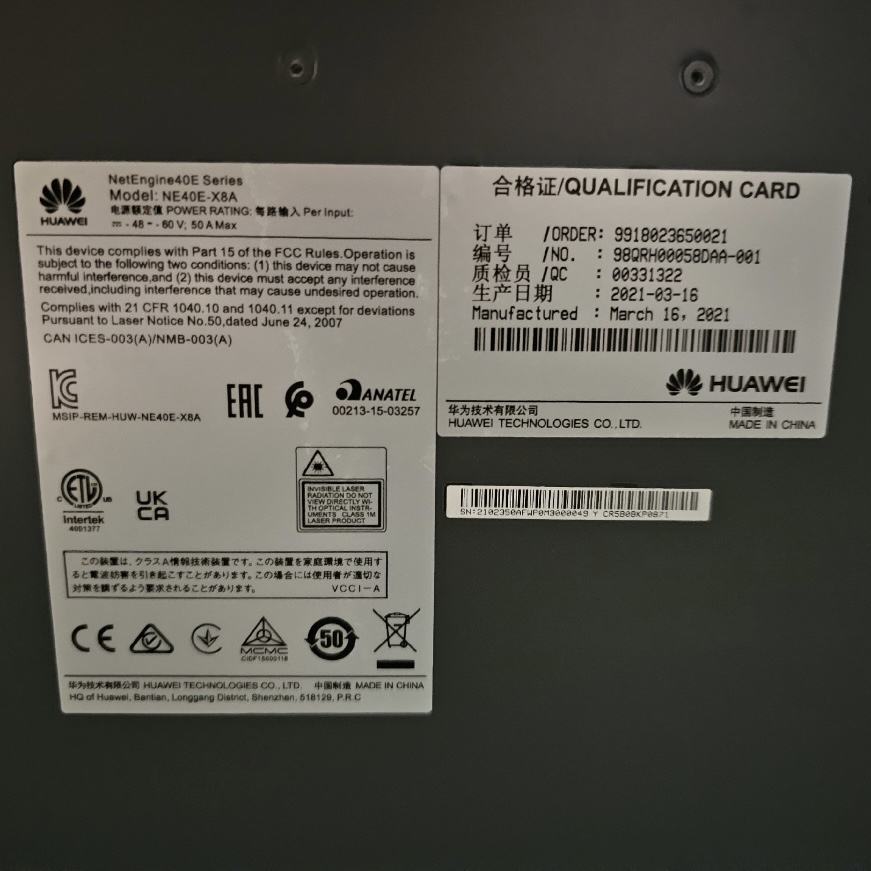 HUAWEI
NetEngine40E Series
Model: NE40E-X8A
电源额定值 POWER RATING: 每路输入 Per Input:
⎓ -48 - -60 V; 50 A Max
This device complies with Part 15 of the FCC Rules.Operation is
subject to the following two conditions: (1) this device may not cause
harmful interference,and (2) this device must accept any interference
received,including interference that may cause undesired operation.
Complies with 21 CFR 1040.10 and 1040.11 except for deviations
Pursuant to Laser Notice No.50,dated June 24, 2007
CAN ICES-003(A)/NMB-003(A)
MSIP-REM-HUW-NE40E-X8A
EAC
ANATEL
00213-15-03257
C ETL US
LISTED
Intertek
4001377
UK
CA
INVISIBLE LASER
RADIATION DO NOT
VIEW DIRECTLY WI-
TH OPTICAL INSTR-
UMENTS CLASS 1M
LASER PRODUCT
この装置は、クラスA情報技術装置です。この装置を家庭環境で使用す
ると電波妨害を引き起こすことがあります。この場合には使用者が適切な
対策を講ずるよう要求されることがあります。 VCCI-A
CE
MCMC
CIDF15000118
50
华为技术有限公司 HUAWEI TECHNOLOGIES CO., LTD. 中国制造 MADE IN CHINA
HQ of Huawei, Bantian, Longgang District, Shenzhen, 518129, P.R.C
合格证/QUALIFICATION CARD
订单 /ORDER: 9918023650021
编号 /NO. : 98QRH00058DAA-001
质检员 /QC : 00331322
生产日期 : 2021-03-16
Manufactured : March 16, 2021
HUAWEI
华为技术有限公司 中国制造
HUAWEI TECHNOLOGIES CO.,LTD. MADE IN CHINA
SN:2102350AFWP0M3000049 Y CR5B0BKP0871